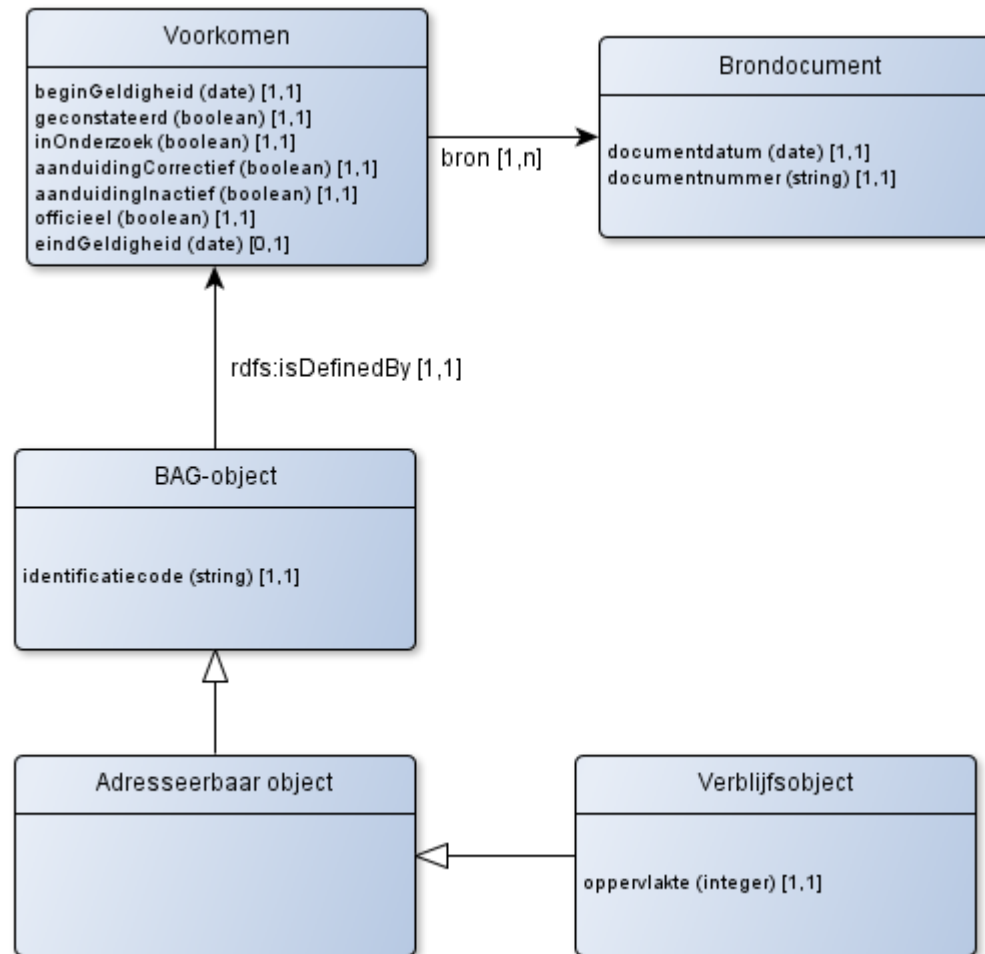 Voorkomen
beginGeldigheid (date) [1,1]
geconstateerd (boolean) [1,1]
inOnderzoek (boolean) [1,1]
aanduidingCorrectief (boolean) [1,1]
aanduidingInactief (boolean) [1,1]
officieel (boolean) [1,1]
eindGeldigheid (date) [0,1]
bron [1,n]
Brondocument
documentdatum (date) [1,1]
documentnummer (string) [1,1]
rdfs:isDefinedBy [1,1]
BAG-object
identificatiecode (string) [1,1]
Adresseerbaar object
Verblijfsobject
oppervlakte (integer) [1,1]